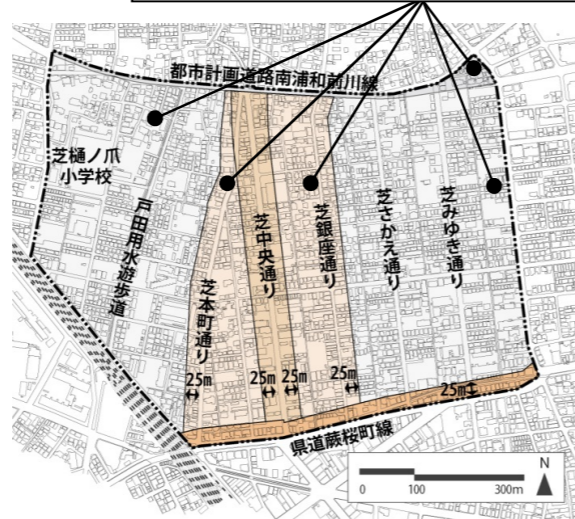 都市計画道路南浦和前川線
芝樋ノ爪
小学校
戸田用水遊歩道
芝本町通り
芝中央通り
芝銀座通り
芝さかえ通り
芝みゆき通り
25m
25m
25m
25m
25m
県道蕨桜町線
N
0 100 300m